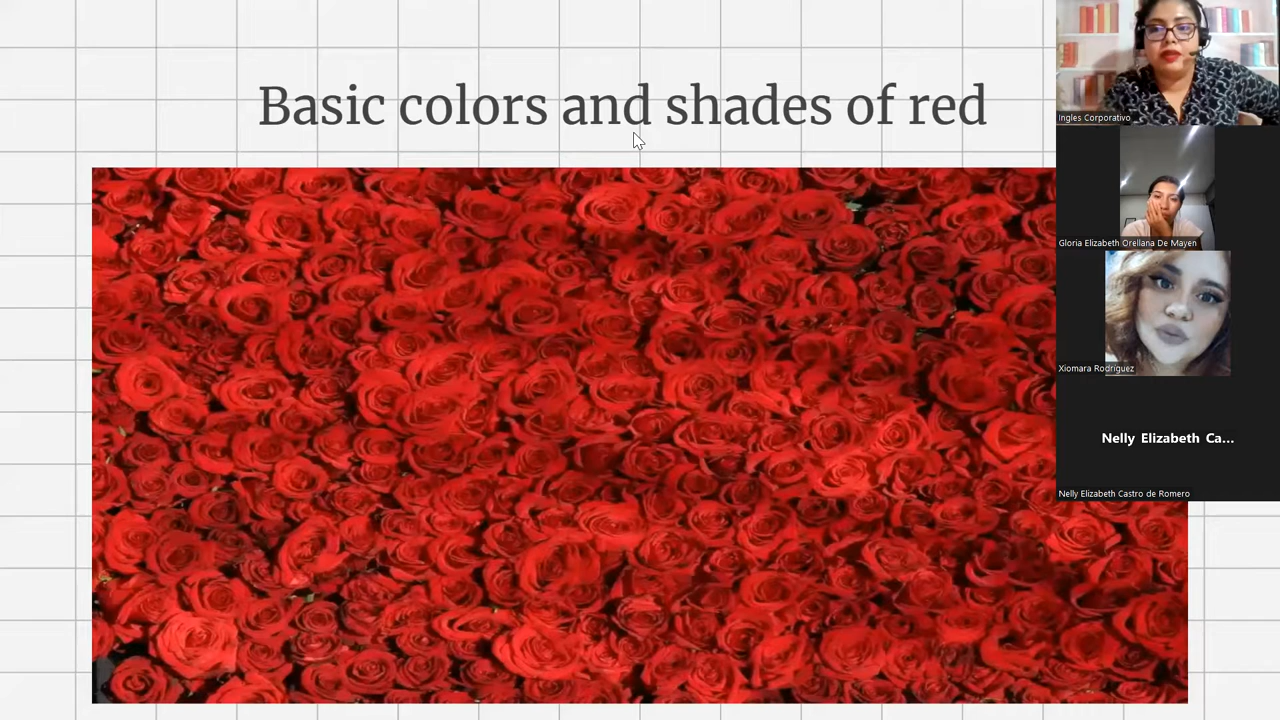 Basic colors and shades of red
Ingles Corporativo
Gloria Elizabeth Orellana De Mayen
Xiomara Rodriguez
Nelly Elizabeth Ca...
Nelly Elizabeth Castro de Romero